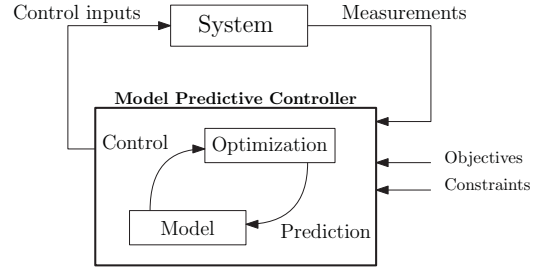 Control inputs
System
Measurements
Model Predictive Controller
Control
Optimization
Objectives
Constraints
Model
Prediction